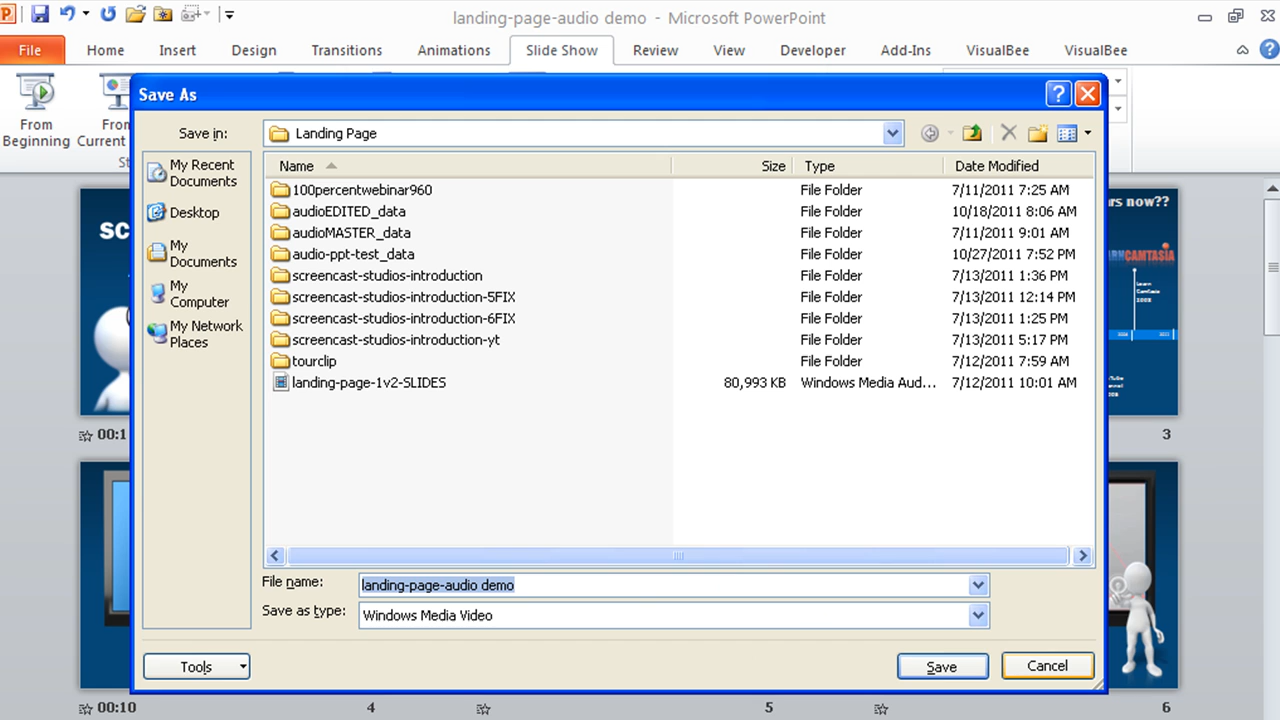 landing-page-audio demo - Microsoft PowerPoint
File Home Insert Design Transitions Animations Slide Show Review View Developer Add-Ins VisualBee VisualBee
From Beginning
From Current
Save As
Save in: Landing Page
My Recent Documents
Desktop
My Documents
My Computer
My Network Places
Name Size Type Date Modified
100percentwebinar960 File Folder 7/11/2011 7:25 AM
audioEDITED_data File Folder 10/18/2011 8:06 AM
audioMASTER_data File Folder 7/11/2011 9:01 AM
audio-ppt-test_data File Folder 10/27/2011 7:52 PM
screencast-studios-introduction File Folder 7/13/2011 1:36 PM
screencast-studios-introduction-5FIX File Folder 7/13/2011 12:14 PM
screencast-studios-introduction-6FIX File Folder 7/13/2011 1:25 PM
screencast-studios-introduction-yt File Folder 7/13/2011 5:17 PM
tourclip File Folder 7/12/2011 7:59 AM
landing-page-1v2-SLIDES 80,993 KB Windows Media Aud... 7/12/2011 10:01 AM
File name: landing-page-audio demo
Save as type: Windows Media Video
Tools Save Cancel
now??
CAMTASIA
Learn
Camtasia
00:1 3
00:10 4 5 6